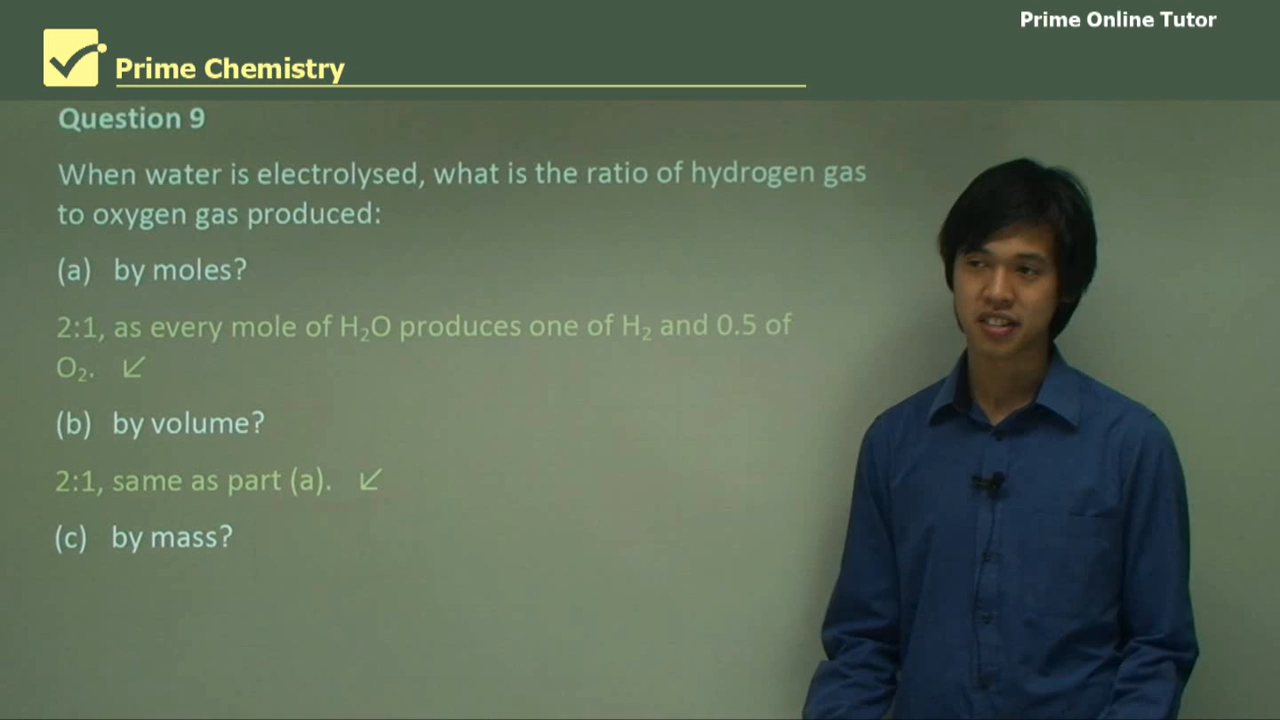 Prime Online Tutor
Prime Chemistry
Question 9
When water is electrolysed, what is the ratio of hydrogen gas
to oxygen gas produced:
(a) by moles?
2:1, as every mole of H₂O produces one of H₂ and 0.5 of
O₂. ↙
(b) by volume?
2:1, same as part (a). ↙
(c) by mass?